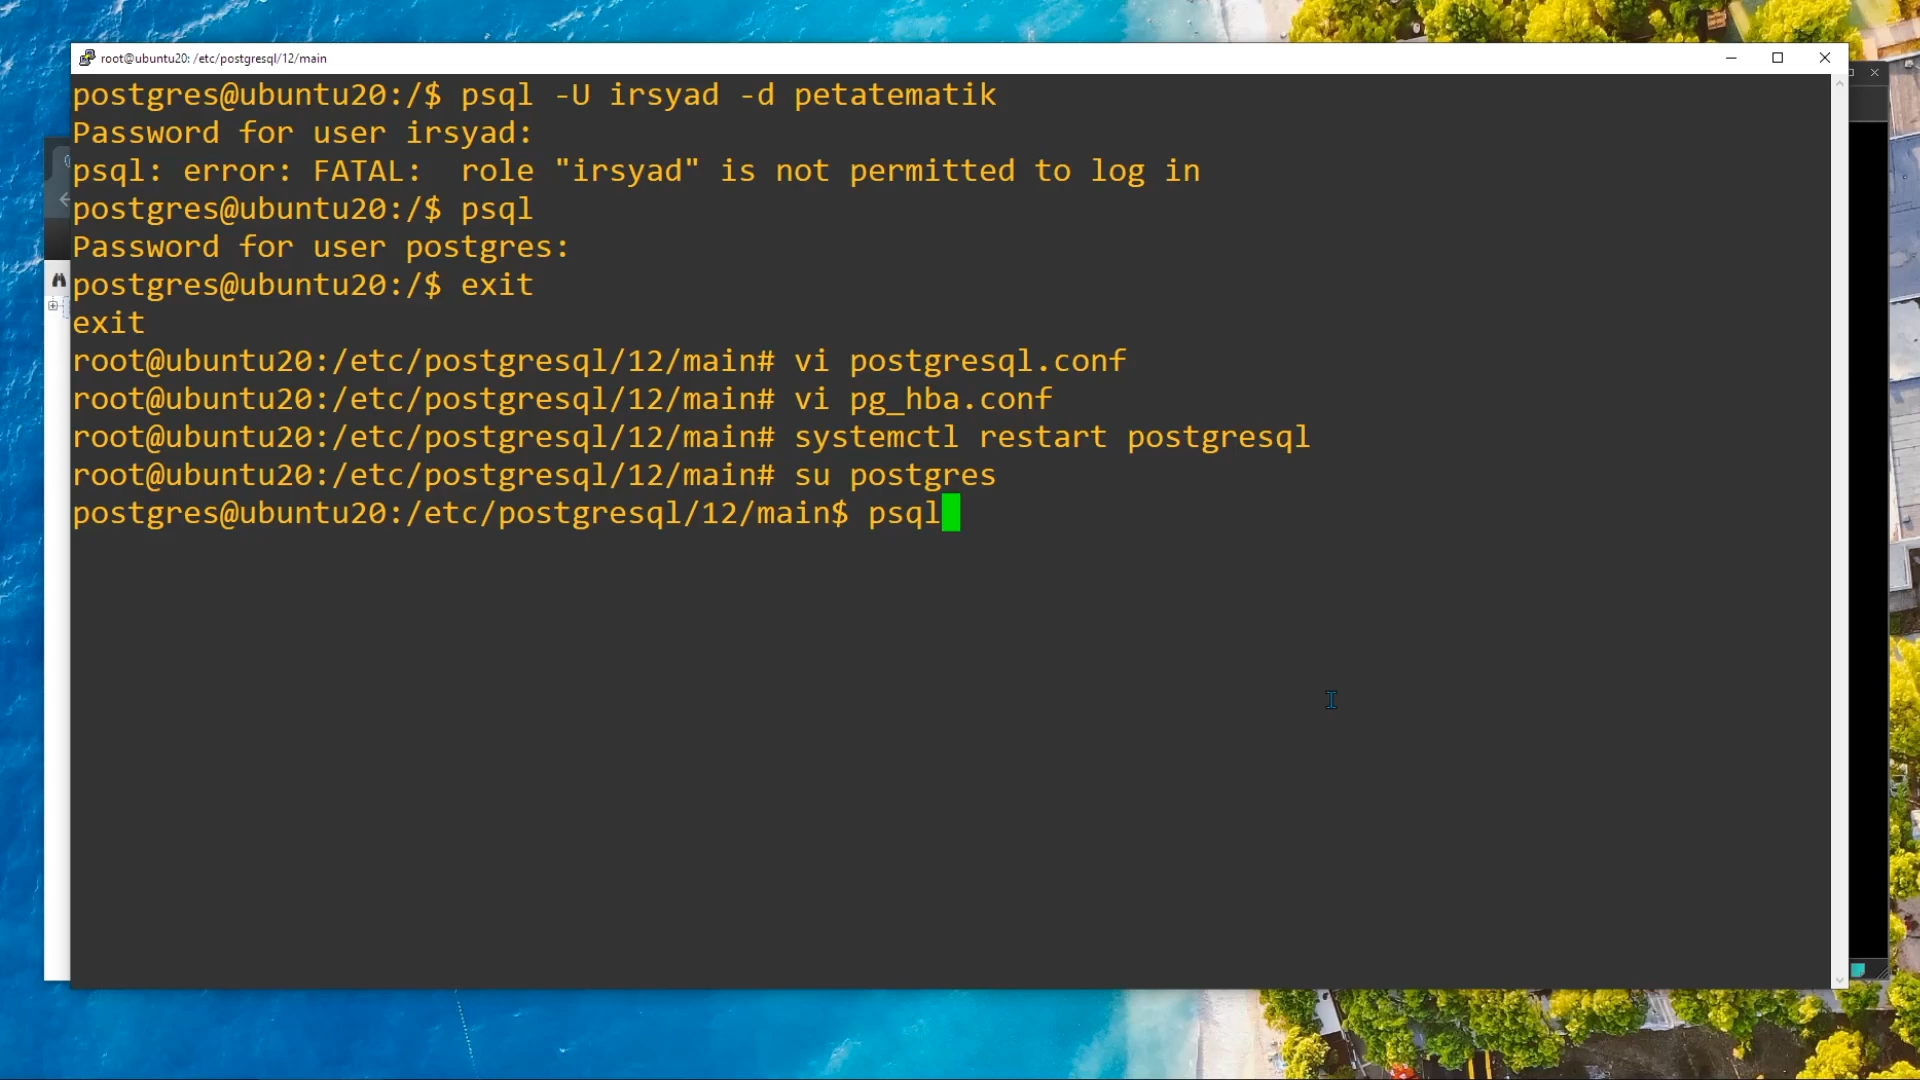 root@ubuntu20: /etc/postgresql/12/main
postgres@ubuntu20:/$ psql -U irsyad -d petatematik
Password for user irsyad:
psql: error: FATAL:  role "irsyad" is not permitted to log in
postgres@ubuntu20:/$ psql
Password for user postgres:
postgres@ubuntu20:/$ exit
exit
root@ubuntu20:/etc/postgresql/12/main# vi postgresql.conf
root@ubuntu20:/etc/postgresql/12/main# vi pg_hba.conf
root@ubuntu20:/etc/postgresql/12/main# systemctl restart postgresql
root@ubuntu20:/etc/postgresql/12/main# su postgres
postgres@ubuntu20:/etc/postgresql/12/main$ psql